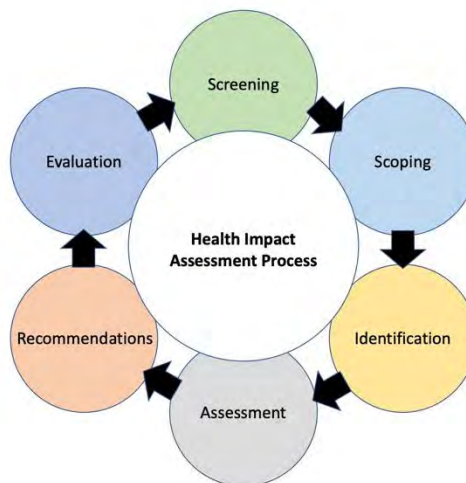 Screening
Evaluation
Scoping
Health Impact
Assessment Process
Recommendations
Identification
Assessment